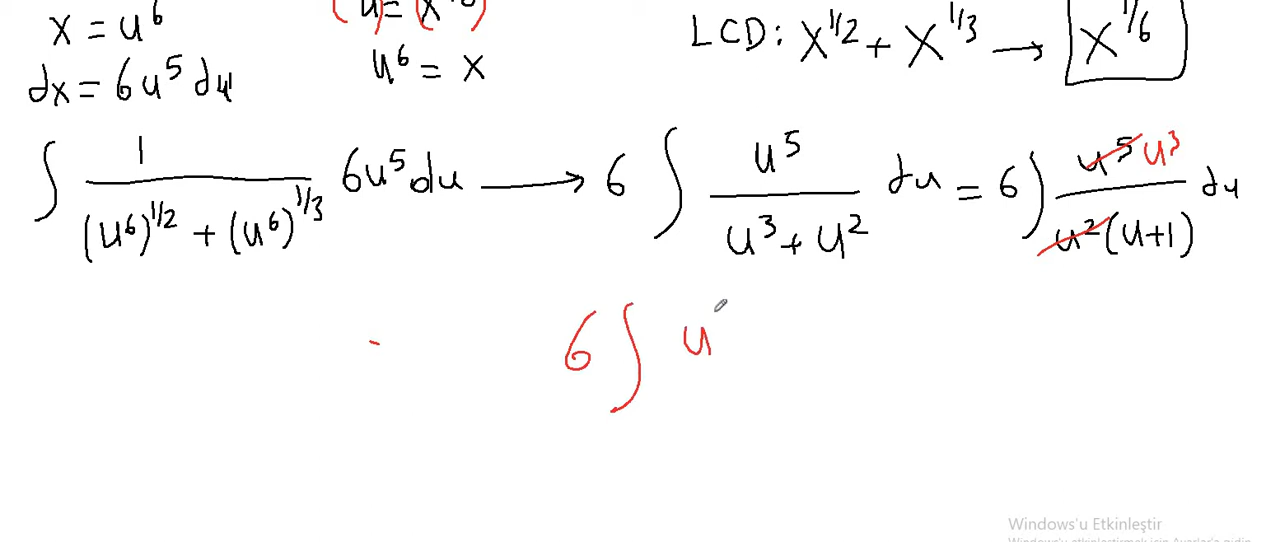 x = u^6 (u) = (x^1/6) LCD: x^1/2 + x^1/3 → x^1/6
dx = 6u^5 du u^6 = x
∫ 1/((u^6)^1/2 + (u^6)^1/3) 6u^5 du → 6 ∫ u^5/(u^3 + u^2) du = 6 ∫ u^5 u^3/(u^2(u+1)) du
6 ∫ u
Windows'u Etkinleştir